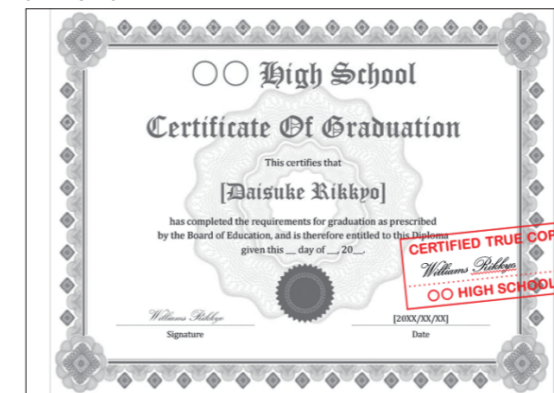 ○○ High School
Certificate Of Graduation
This certifies that
[Daisuke Rikkyo]
has completed the requirements for graduation as prescribed
by the Board of Education, and is therefore entitled to this Diploma
given this __ day of __, 20__.
CERTIFIED TRUE COP
Williams Rikkyo
○○ HIGH SCHOOL
Williams Rikkyo
[20XX/XX/XX]
Signature
Date